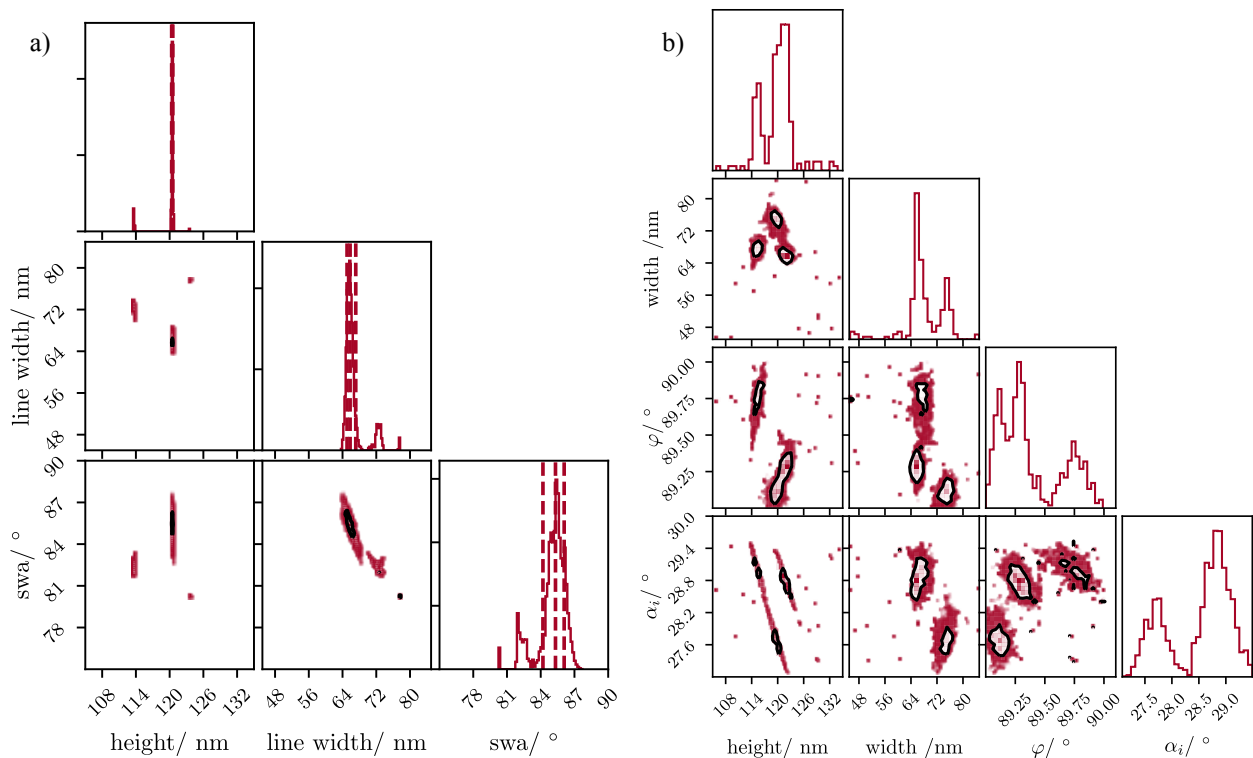 a)
80
72
64
56
48
line width/ nm
90
87
84
81
78
swa/ °
108 114 120 126 132
48 56 64 72 80
78 81 84 87 90
height/ nm
line width/ nm
swa/ °
b)
80
72
64
56
48
width /nm
90.00
89.75
89.50
89.25
φ/ °
30.0
29.4
28.8
28.2
27.6
α_i/ °
108 114 120 126 132
48 56 64 72 80
89.25 89.50 89.75 90.00
27.5 28.0 28.5 29.0
height/ nm
width /nm
φ/ °
α_i/ °